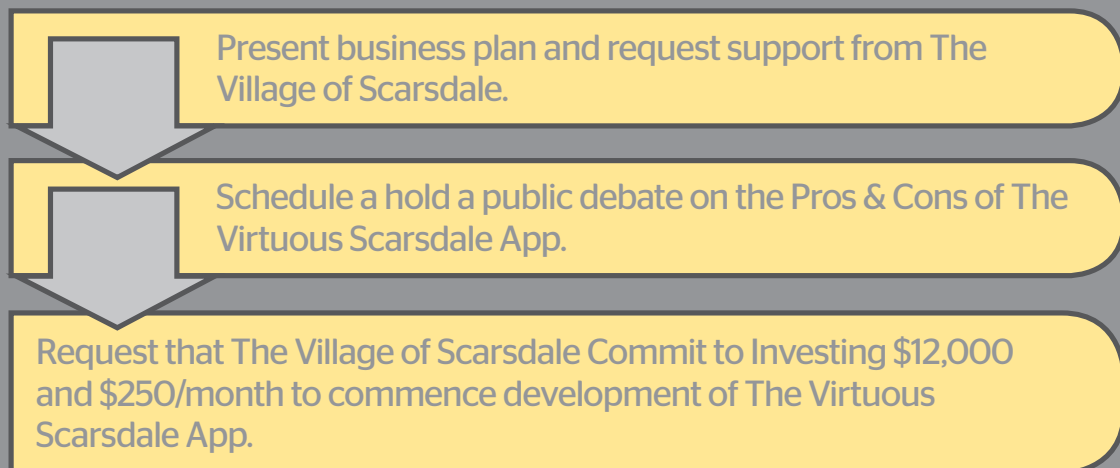 Present business plan and request support from The
Village of Scarsdale.
Schedule a hold a public debate on the Pros & Cons of The
Virtuous Scarsdale App.
Request that The Village of Scarsdale Commit to Investing $12,000
and $250/month to commence development of The Virtuous
Scarsdale App.